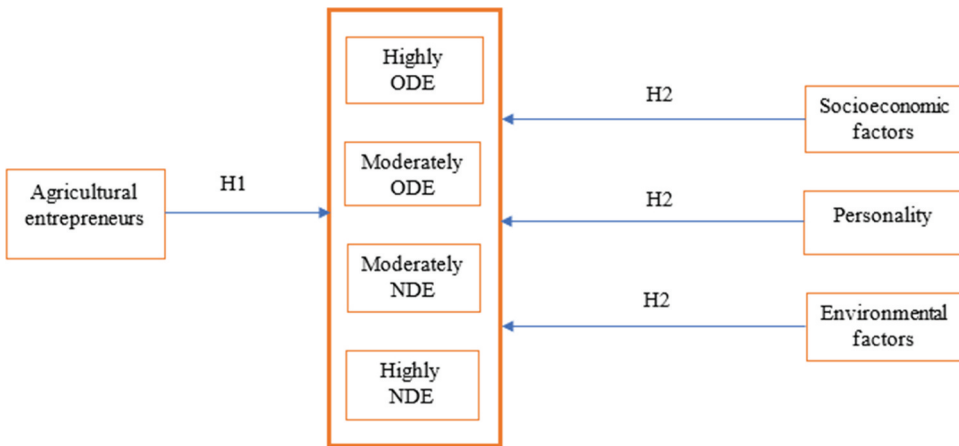 Agricultural
entrepreneurs
H1
Highly
ODE
Moderately
ODE
Moderately
NDE
Highly
NDE
H2
Socioeconomic
factors
H2
Personality
H2
Environmental
factors